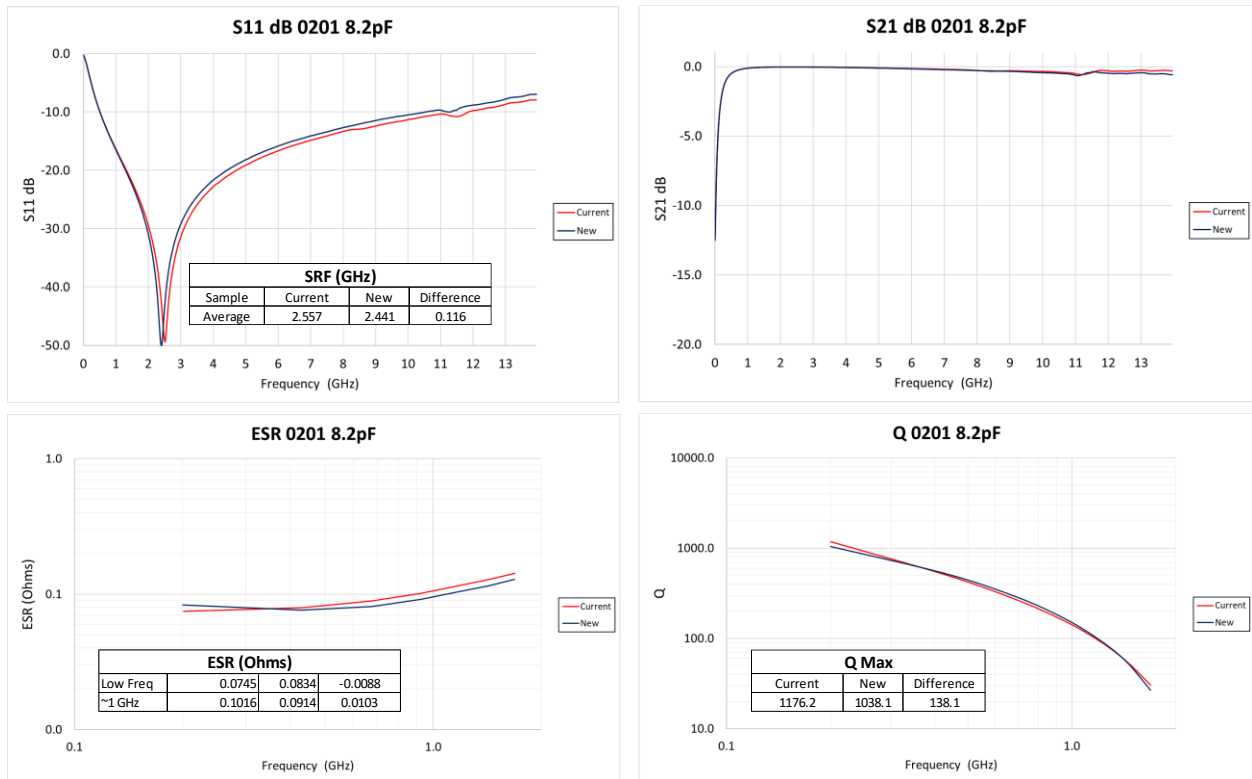 S11 dB 0201 8.2pF
0.0
-10.0
-20.0
-30.0
-40.0
-50.0
S11 dB
0 1 2 3 4 5 6 7 8 9 10 11 12 13
Frequency (GHz)
Current
New
SRF (GHz)
Sample Current New Difference
Average 2.557 2.441 0.116
S21 dB 0201 8.2pF
0.0
-5.0
-10.0
-15.0
-20.0
S21 dB
0 1 2 3 4 5 6 7 8 9 10 11 12 13
Frequency (GHz)
Current
New
ESR 0201 8.2pF
1.0
0.1
0.0
ESR (Ohms)
0.1 1.0
Frequency (GHz)
Current
New
ESR (Ohms)
Low Freq 0.0745 0.0834 -0.0088
~1 GHz 0.1016 0.0914 0.0103
Q 0201 8.2pF
10000.0
1000.0
100.0
10.0
Q
0.1 1.0
Frequency (GHz)
Current
New
Q Max
Current New Difference
1176.2 1038.1 138.1